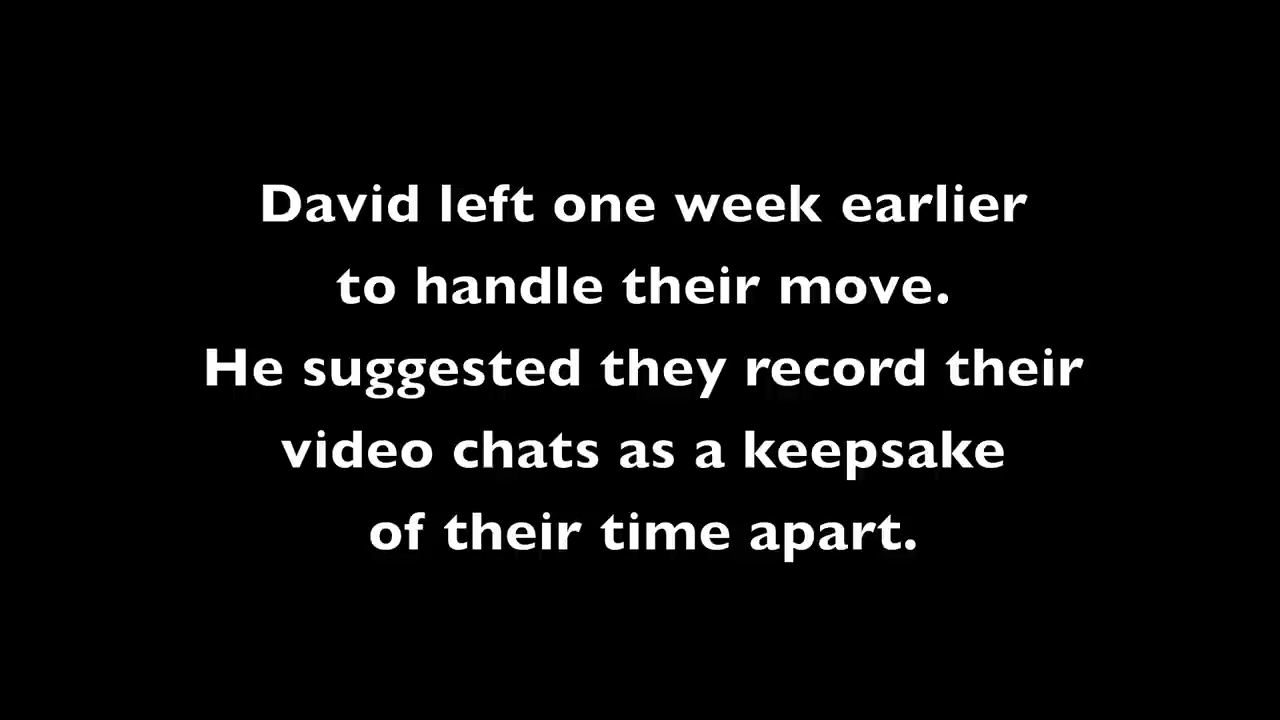 David left one week earlier
to handle their move.
He suggested they record their
video chats as a keepsake
of their time apart.